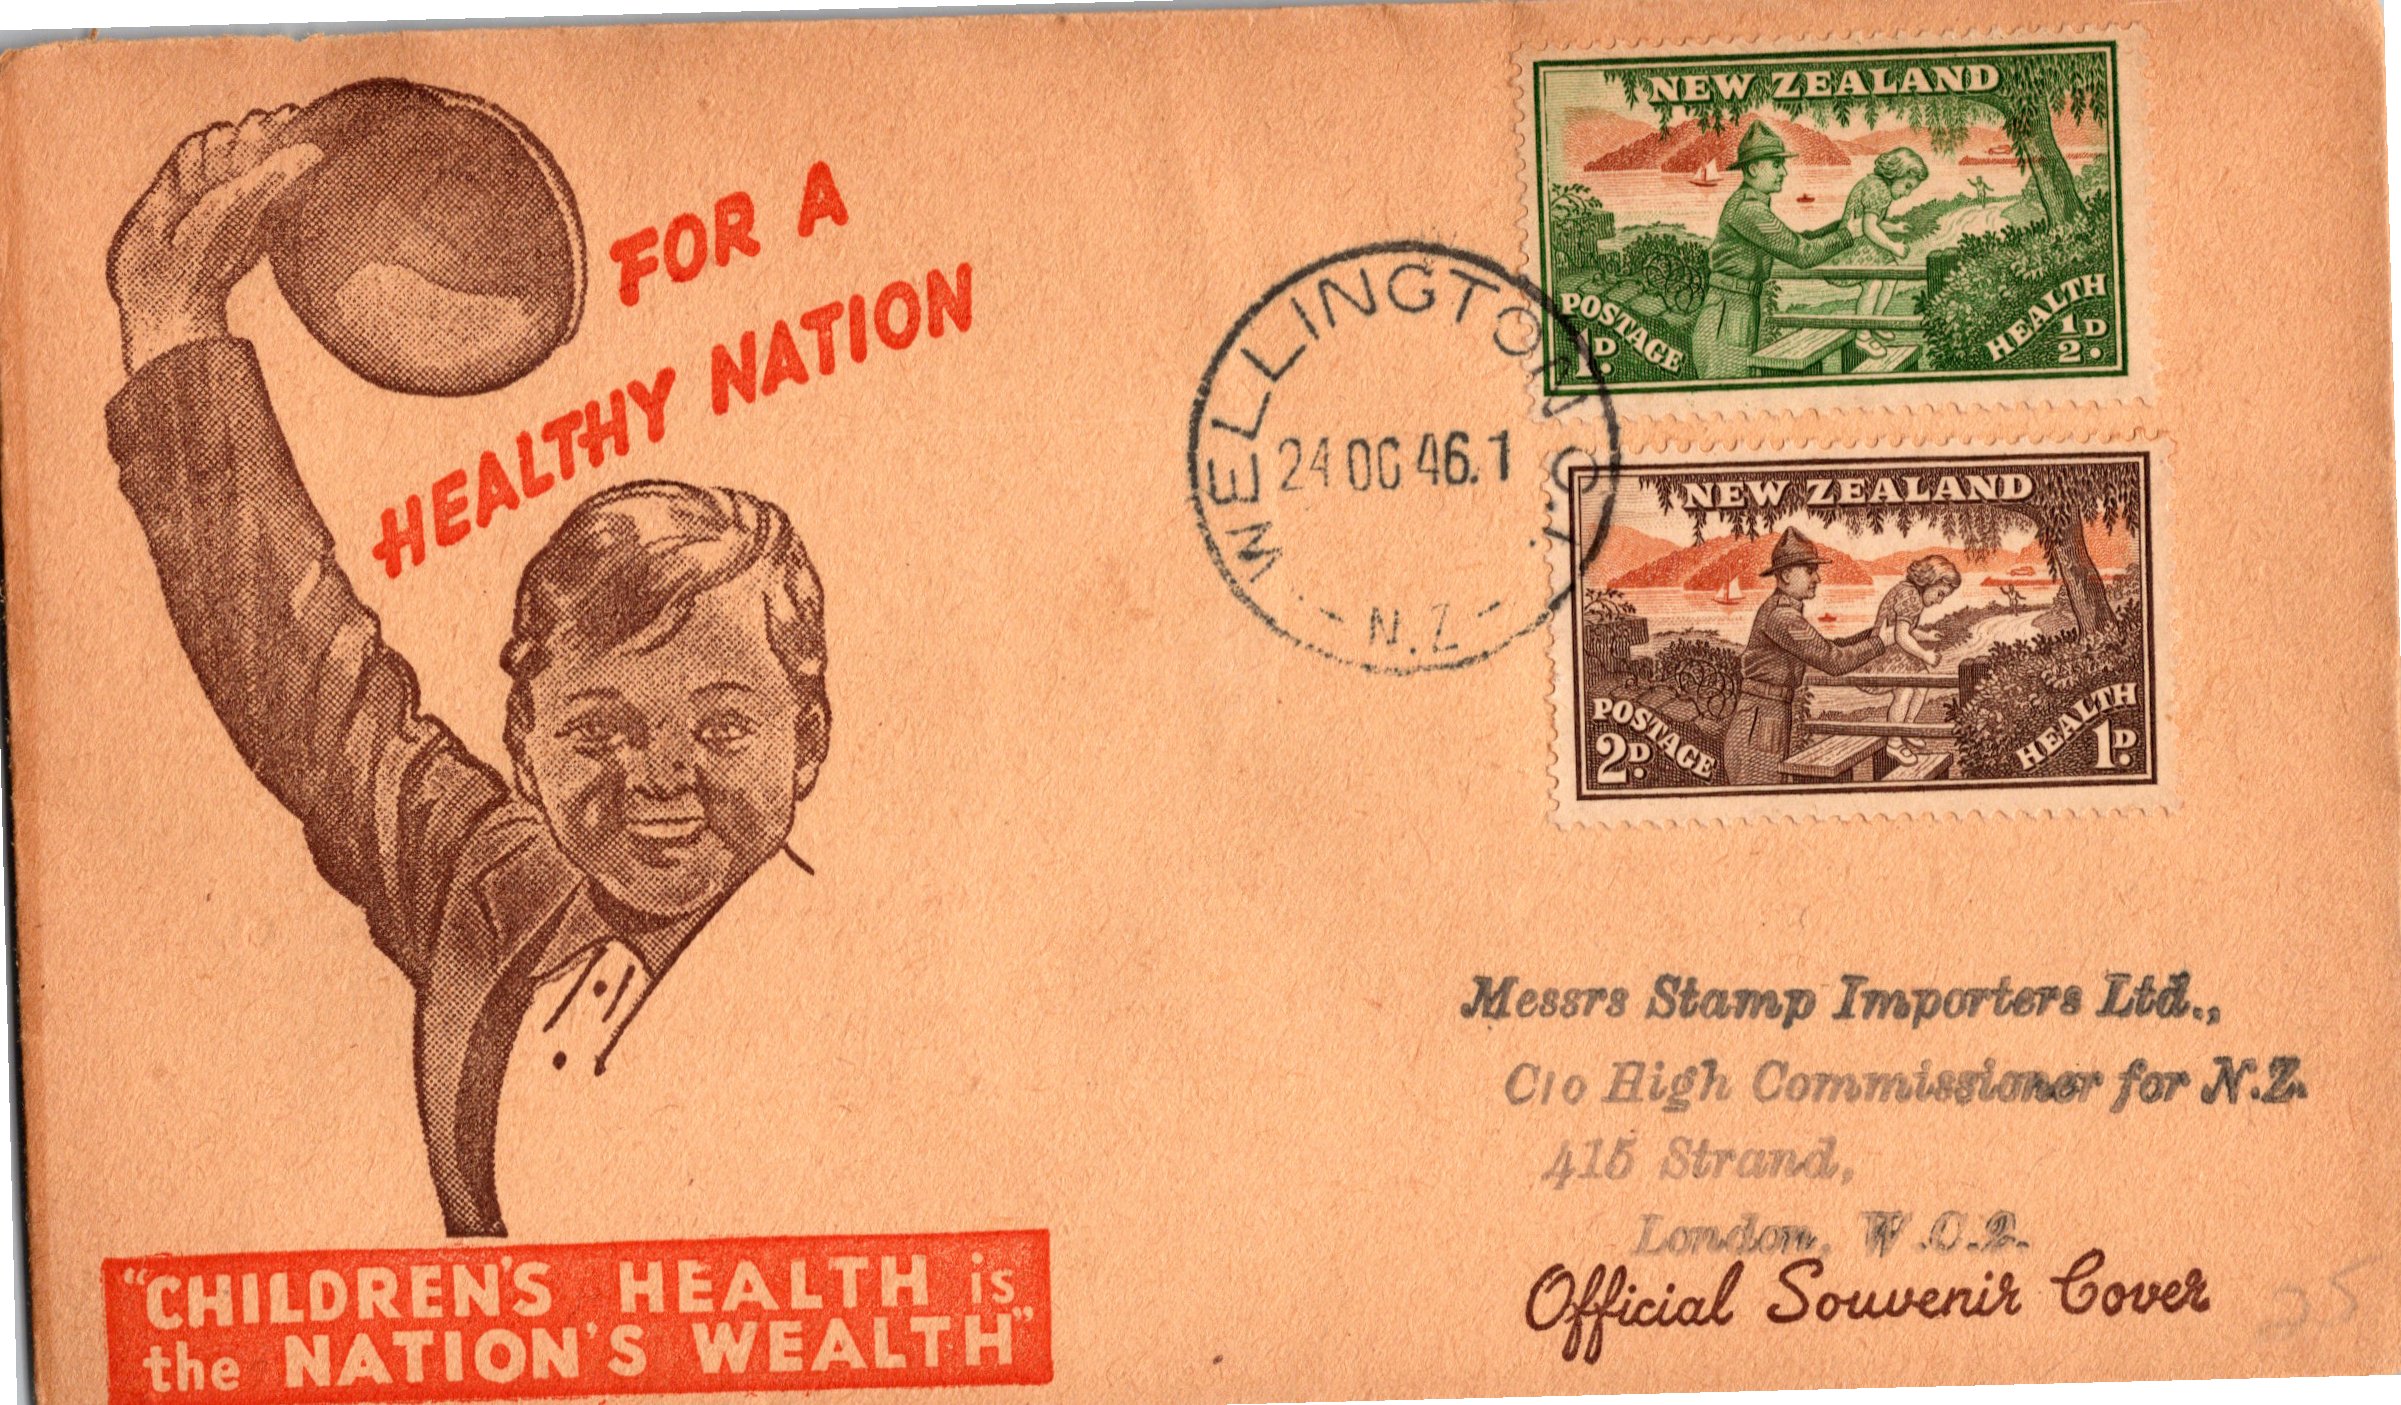 FOR A
HEALTHY NATION
"CHILDREN'S HEALTH is
the NATION'S WEALTH"
WELLINGTON C.1.
24 OC 46.1
- N.Z -
NEW ZEALAND
POSTAGE
1D.
HEALTH
1/2D.
NEW ZEALAND
POSTAGE
2D.
HEALTH
1D.
Messrs Stamp Importers Ltd.,
C/o High Commissioner for N.Z.
415 Strand,
London, W.C.2.
Official Souvenir Cover
25